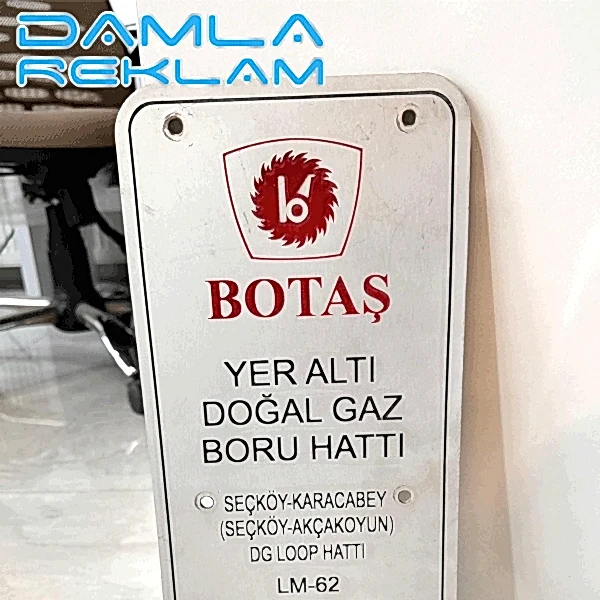 DAMLA
REKLAM
BOTAŞ
YER ALTI
DOĞAL GAZ
BORU HATTI
SEÇKÖY-KARACABEY
(SEÇKÖY-AKÇAKOYUN)
DG LOOP HATTI
LM-62